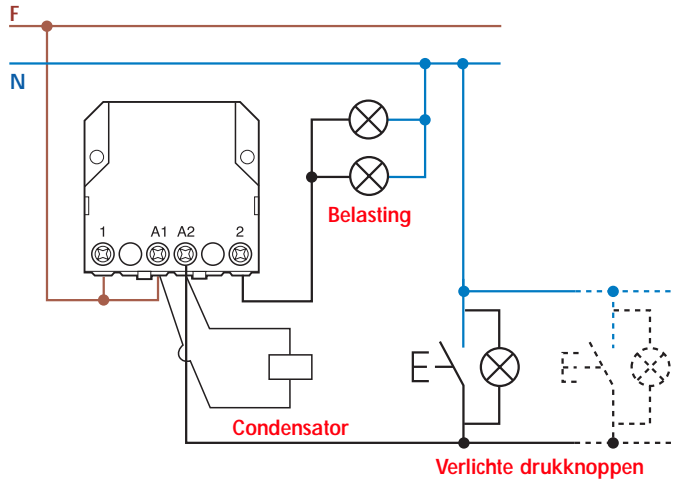 F
N
1 A1 A2 2
Belasting
Condensator
Verlichte drukknoppen